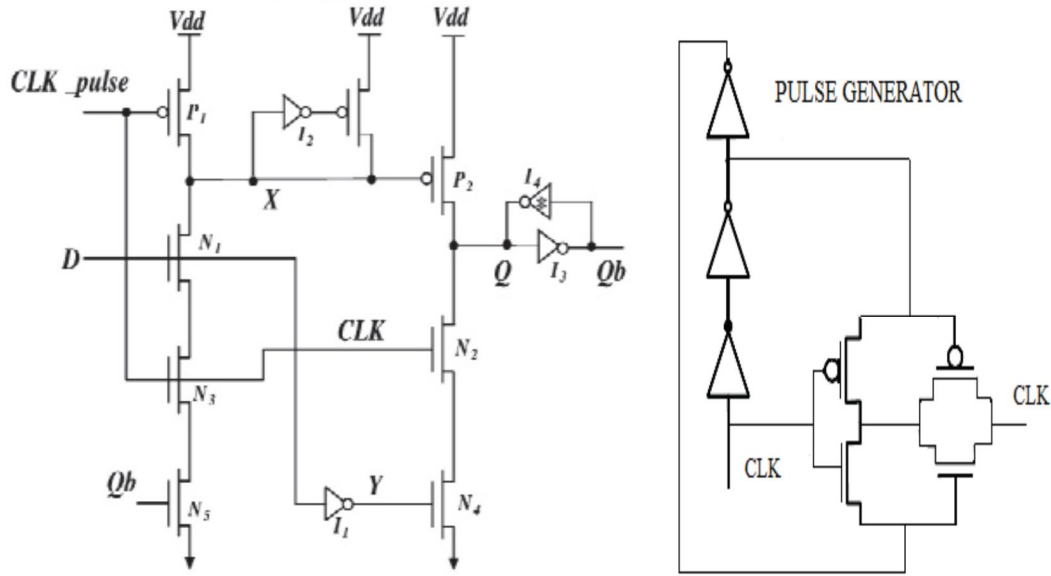 Vdd
Vdd
Vdd
CLK _pulse
P1
I2
P2
X
I4
N1
D
Q
I3
Qb
CLK
N2
N3
Qb
N5
I1
Y
N4
PULSE GENERATOR
CLK
CLK